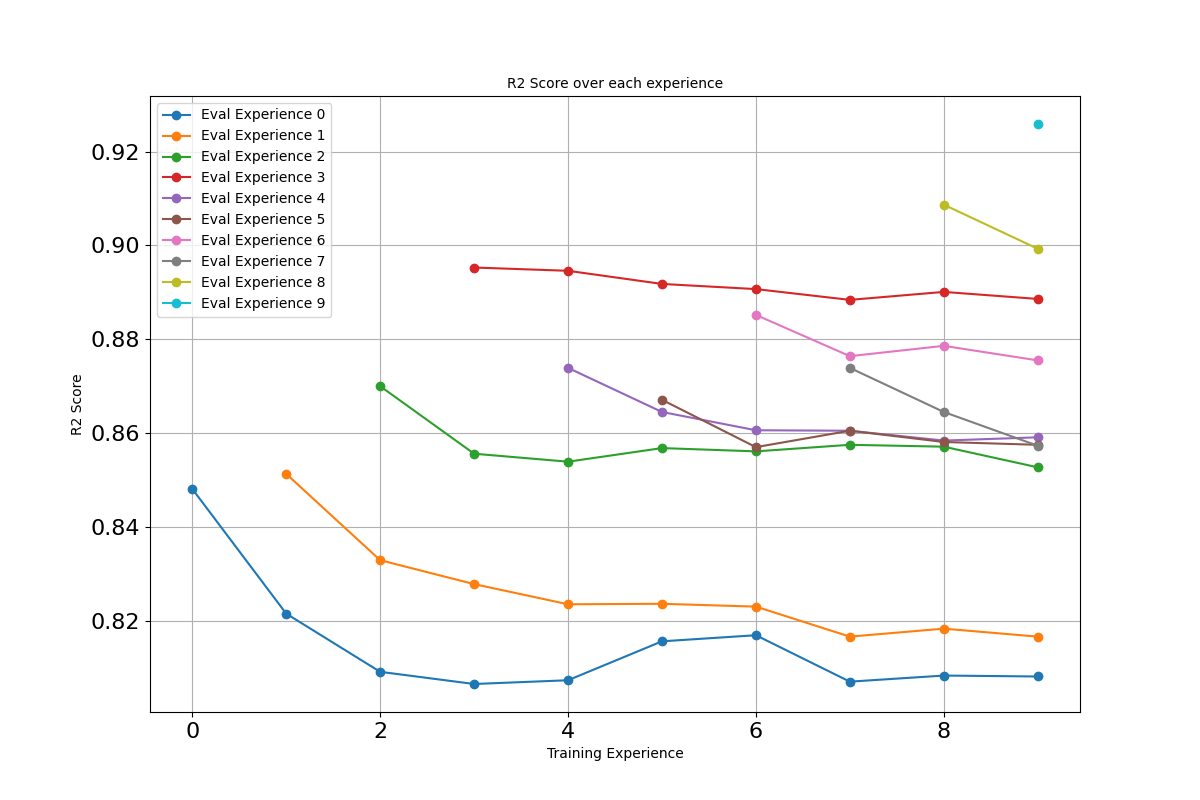 R2 Score over each experience
Eval Experience 0
Eval Experience 1
Eval Experience 2
Eval Experience 3
Eval Experience 4
Eval Experience 5
Eval Experience 6
Eval Experience 7
Eval Experience 8
Eval Experience 9
0.92
0.90
0.88
0.86
0.84
0.82
R2 Score
0 2 4 6 8
Training Experience